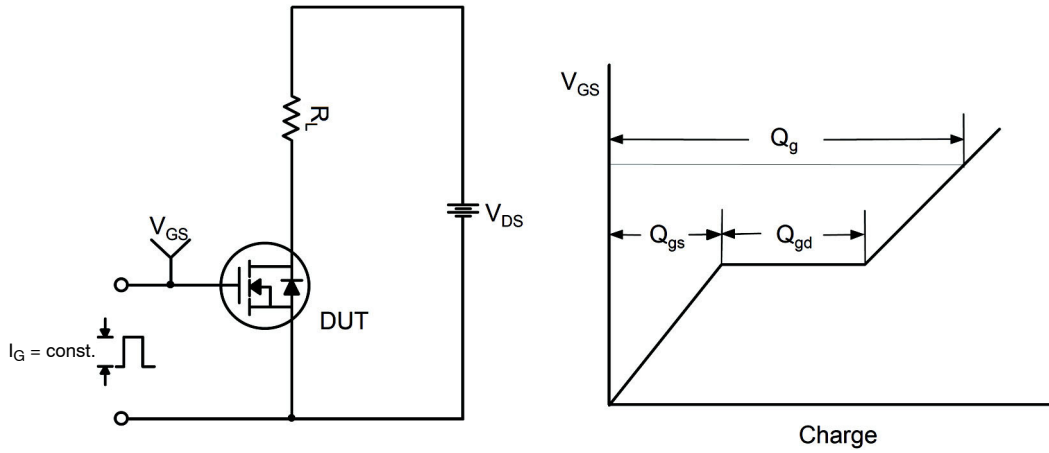 R_L
V_GS
V_DS
DUT
I_G = const.
V_GS
Q_g
Q_gs
Q_gd
Charge